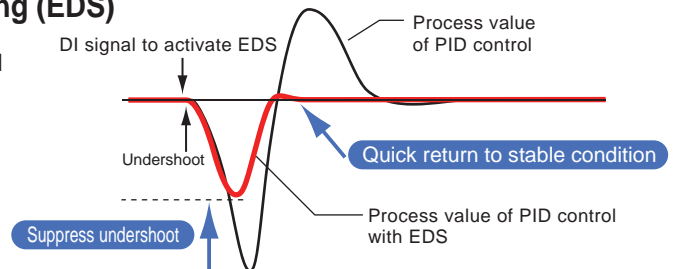 ng (EDS)
DI signal to activate EDS
Process value
of PID control
Undershoot
Quick return to stable condition
Process value of PID control
with EDS
Suppress undershoot